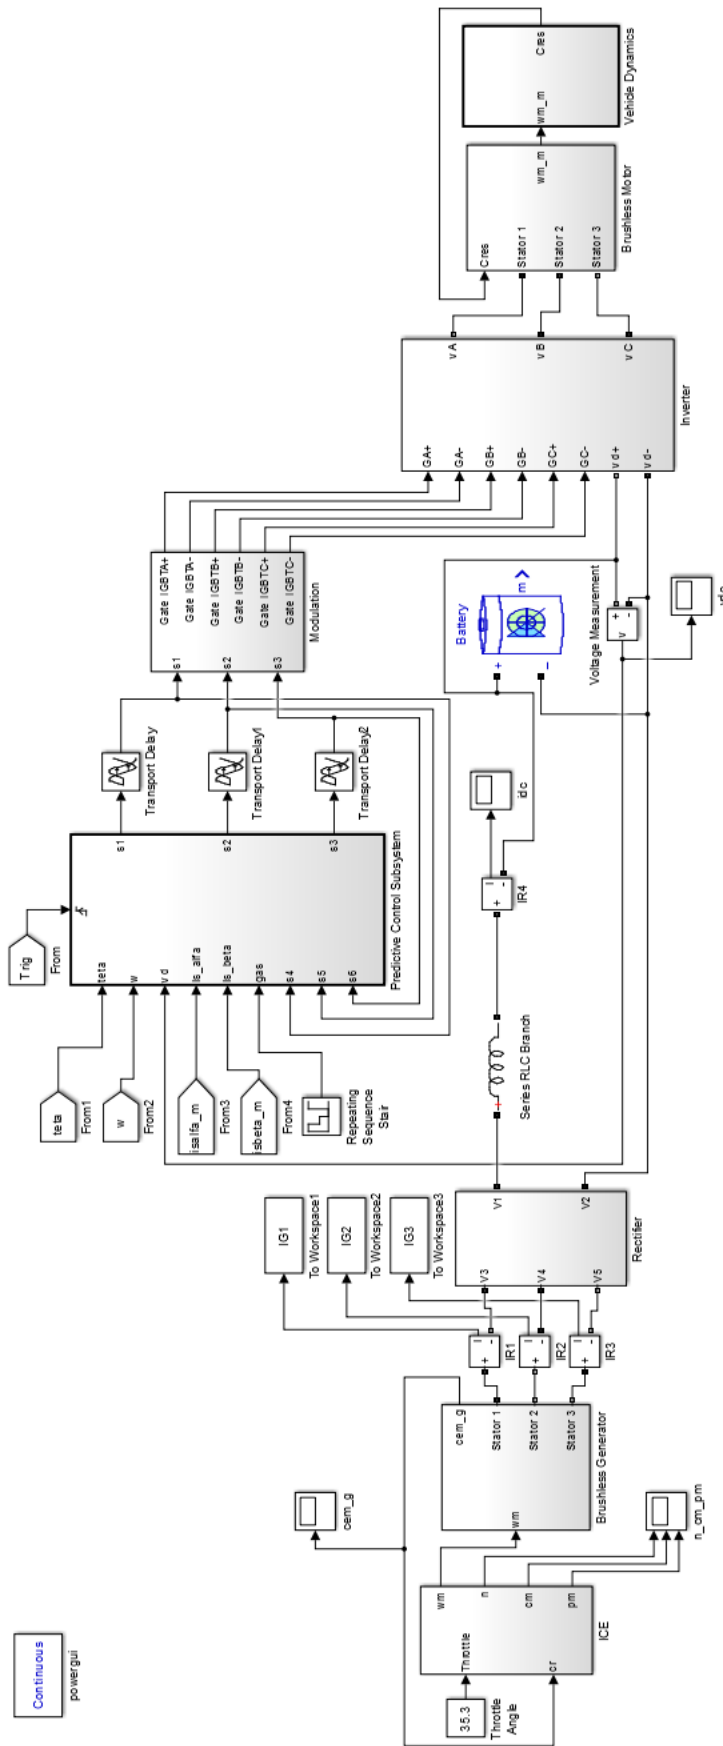 Continuous
powergui
35.3
Throttle
Angle
Throttle
cr
wm
n
cm
pm
ICE
cem_g
n_cm_pm
wm
cem_g
Stator 1
Stator 2
Stator 3
Brushless Generator
+
-
i
IR1
+
-
i
IR2
+
-
i
IR3
IG1
To Workspace1
IG2
To Workspace2
IG3
To Workspace3
V3
V4
V5
V1
V2
Rectifier
teta
From1
w
From2
isalfa_m
From3
isbeta_m
From4
Repeating
Sequence
Stair
Trig
From
teta
w
vd
is_alfa
is_beta
gas
s4
s5
s6
s1
s2
s3
Predictive Control Subsystem
+
Series RLC Branch
+
-
i
IR4
idc
Transport Delay
Transport Delay1
Transport Delay2
s1
s2
s3
Gate IGBTA+
Gate IGBTA-
Gate IGBTB+
Gate IGBTB-
Gate IGBTC+
Gate IGBTC-
Modulation
+
-
m
Battery
+
-
v
Voltage Measurement
GA+
GA-
GB+
GB-
GC+
GC-
vd+
vd-
vA
vB
vC
Inverter
Cres
Stator 1
Stator 2
Stator 3
wm_m
Brushless Motor
wm_m
Cres
Vehicle Dynamics